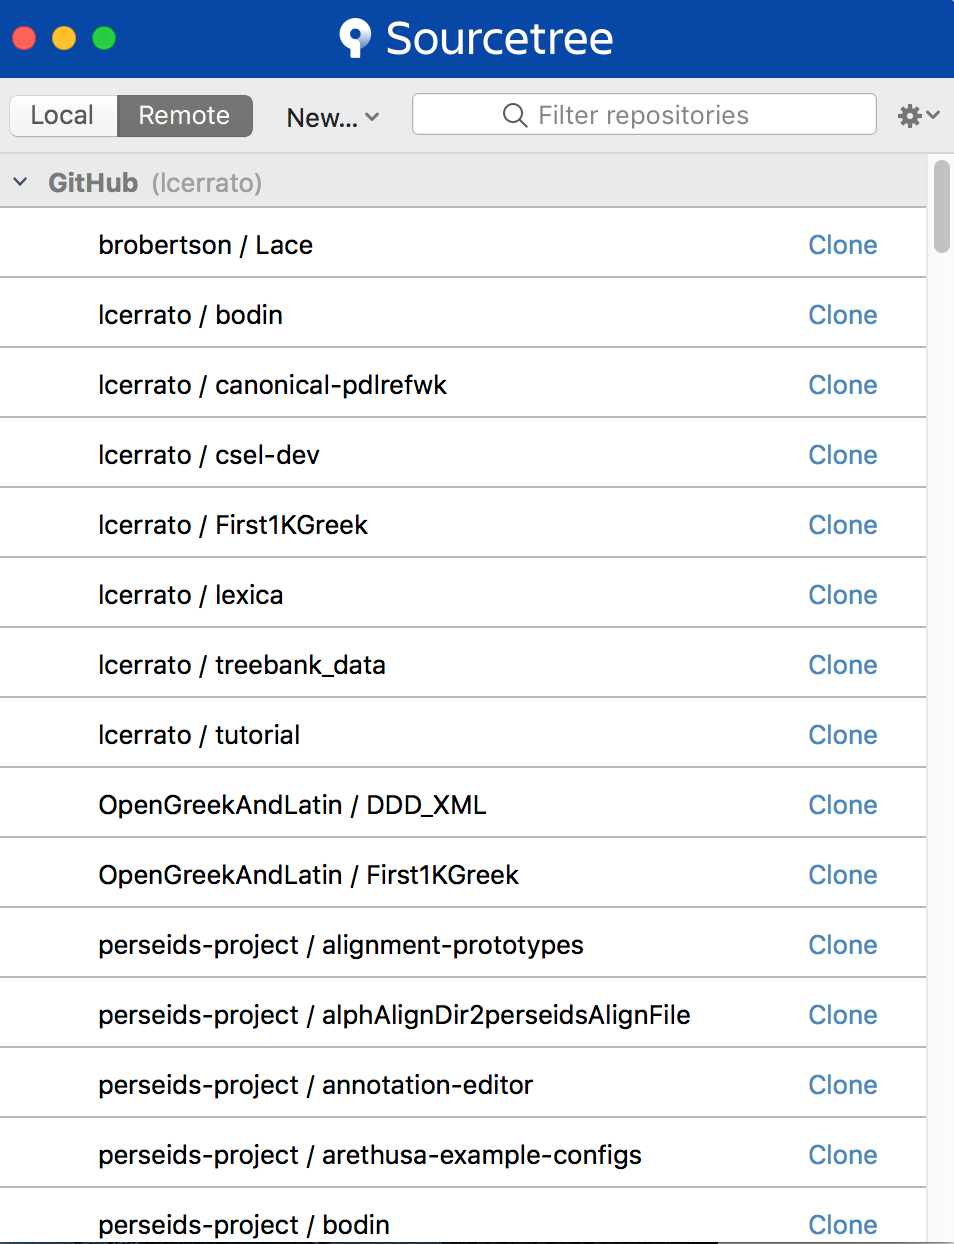 Sourcetree
Local Remote New... Filter repositories
GitHub (lcerrato)
brobertson / Lace Clone
lcerrato / bodin Clone
lcerrato / canonical-pdlrefwk Clone
lcerrato / csel-dev Clone
lcerrato / First1KGreek Clone
lcerrato / lexica Clone
lcerrato / treebank_data Clone
lcerrato / tutorial Clone
OpenGreekAndLatin / DDD_XML Clone
OpenGreekAndLatin / First1KGreek Clone
perseids-project / alignment-prototypes Clone
perseids-project / alphAlignDir2perseidsAlignFile Clone
perseids-project / annotation-editor Clone
perseids-project / arethusa-example-configs Clone
perseids-project / bodin Clone